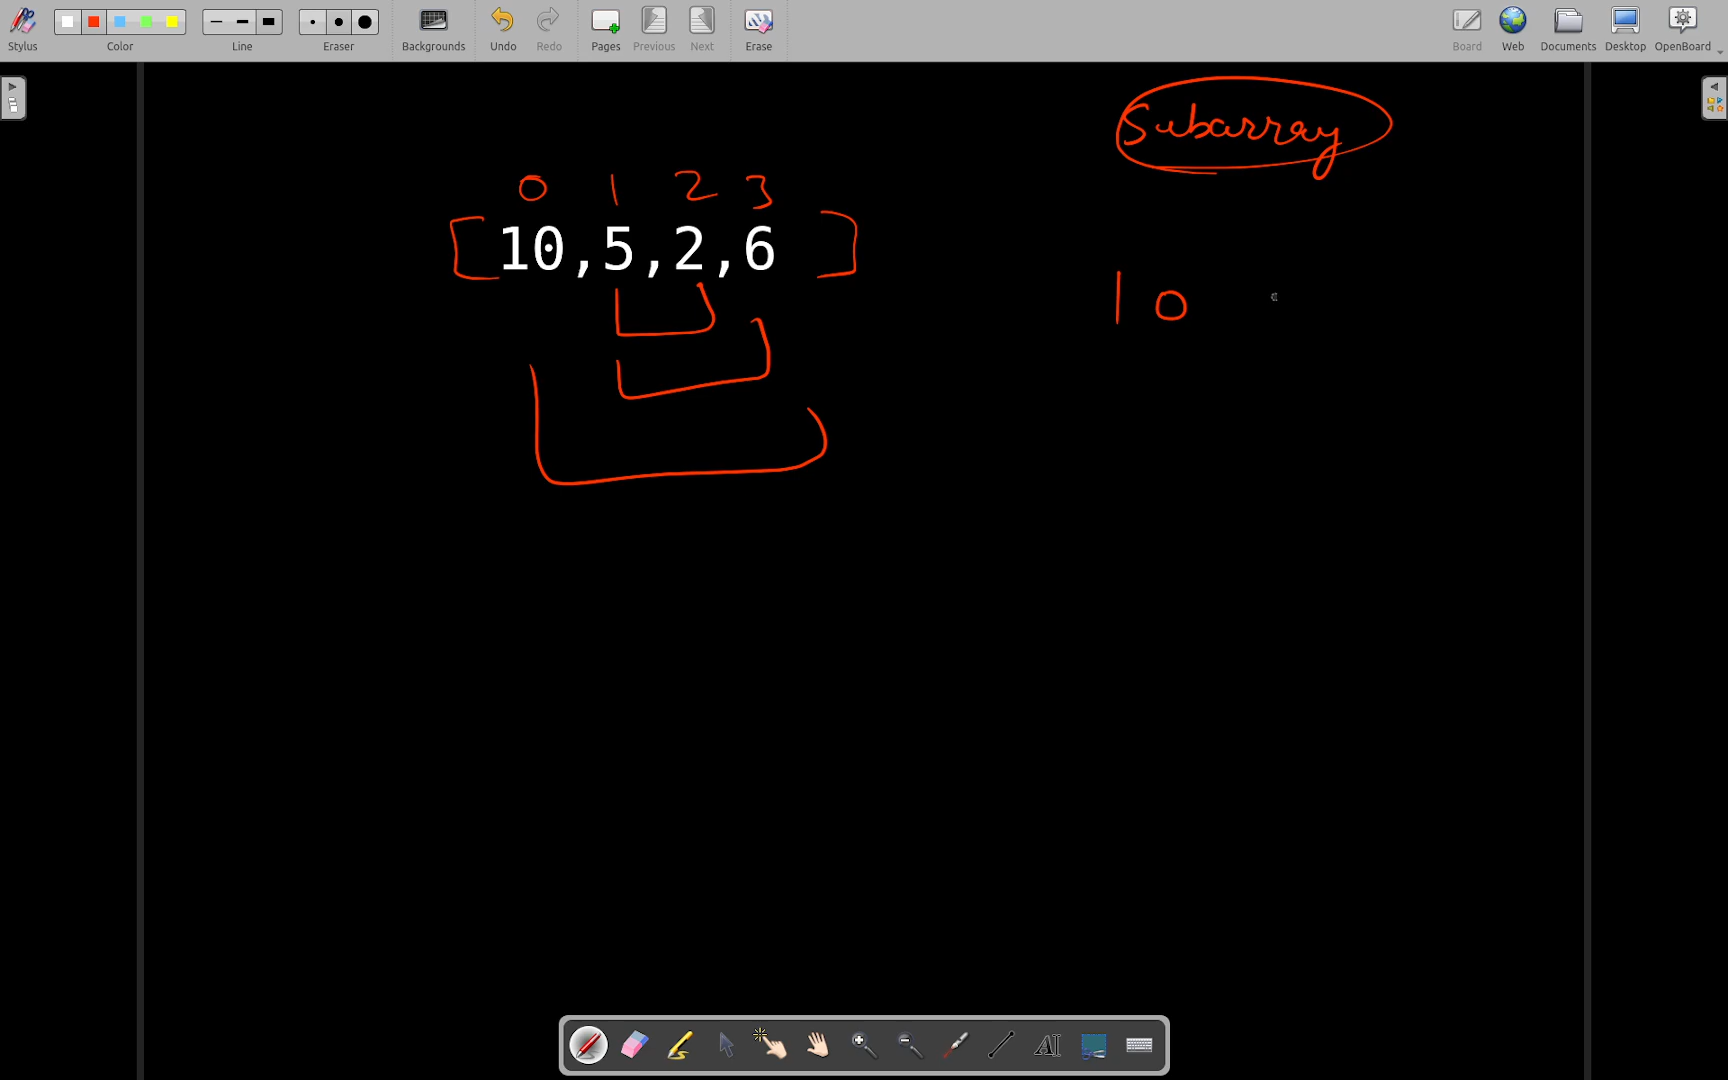 Stylus Color Line Eraser Backgrounds Undo Redo Pages Previous Next Erase Board Web Documents Desktop OpenBoard
Subarray
0 1 2 3
[10,5,2,6 ]
10
AI